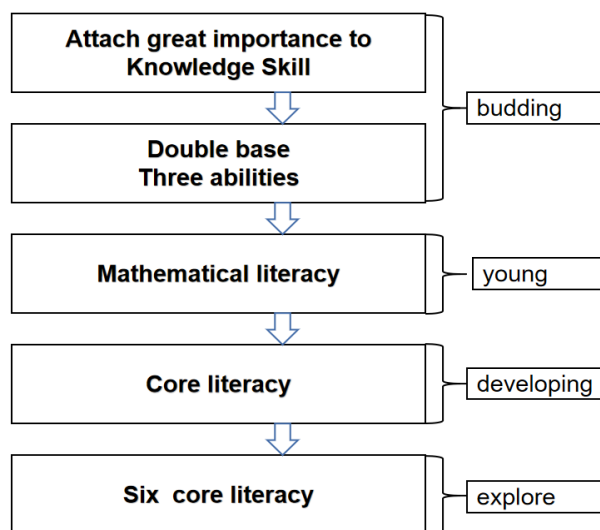 Attach great importance to
Knowledge Skill
budding
Double base
Three abilities
Mathematical literacy
young
Core literacy
developing
Six core literacy
explore